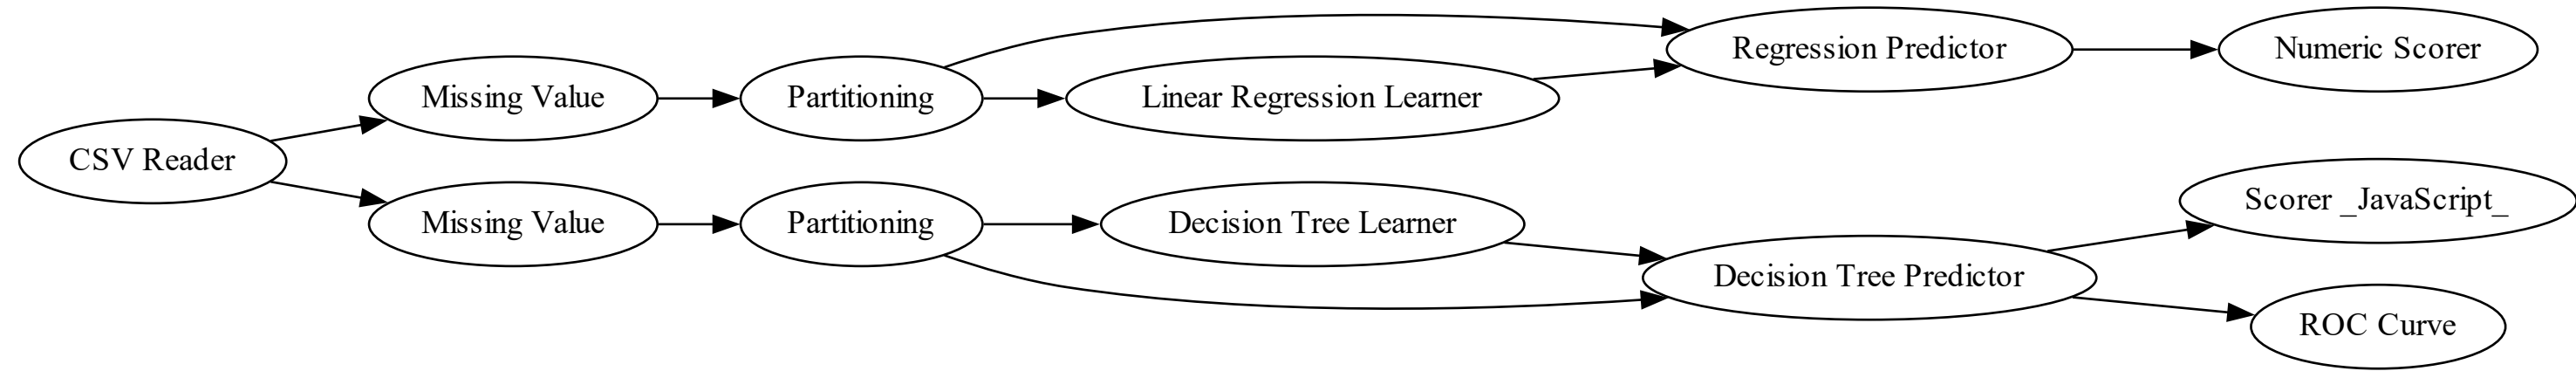 CSV Reader
Missing Value
Partitioning
Linear Regression Learner
Regression Predictor
Numeric Scorer
Missing Value
Partitioning
Decision Tree Learner
Decision Tree Predictor
Scorer _JavaScript_
ROC Curve